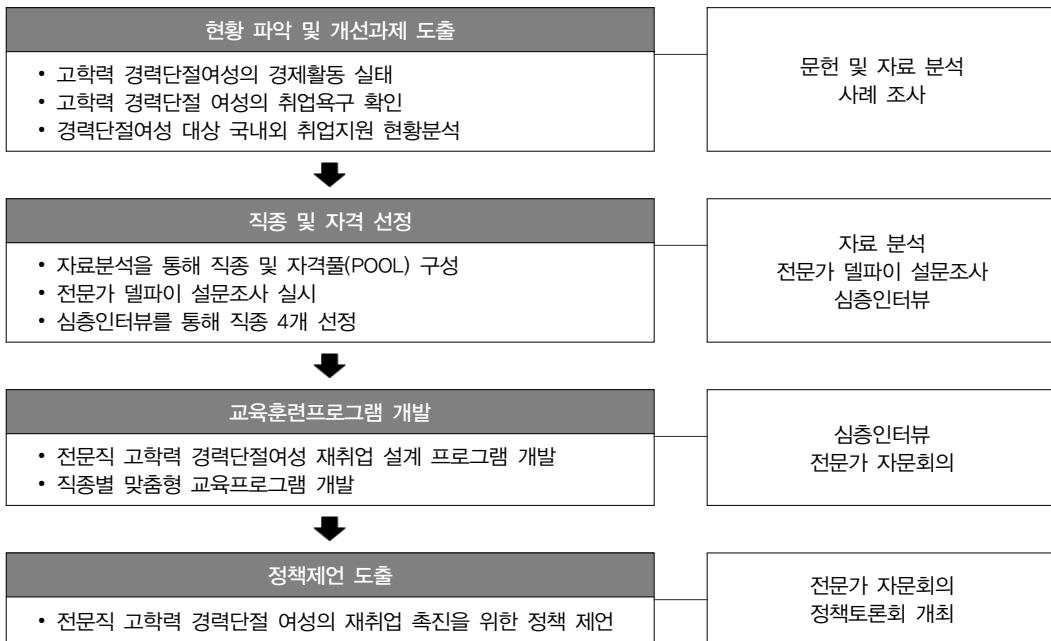 현황 파악 및 개선과제 도출
• 고학력 경력단절여성의 경제활동 실태
• 고학력 경력단절 여성의 취업욕구 확인
• 경력단절여성 대상 국내외 취업지원 현황분석
문헌 및 자료 분석
사례 조사
직종 및 자격 선정
• 자료분석을 통해 직종 및 자격풀(POOL) 구성
• 전문가 델파이 설문조사 실시
• 심층인터뷰를 통해 직종 4개 선정
자료 분석
전문가 델파이 설문조사
심층인터뷰
교육훈련프로그램 개발
• 전문직 고학력 경력단절여성 재취업 설계 프로그램 개발
• 직종별 맞춤형 교육프로그램 개발
심층인터뷰
전문가 자문회의
정책제언 도출
• 전문직 고학력 경력단절 여성의 재취업 촉진을 위한 정책 제언
전문가 자문회의
정책토론회 개최